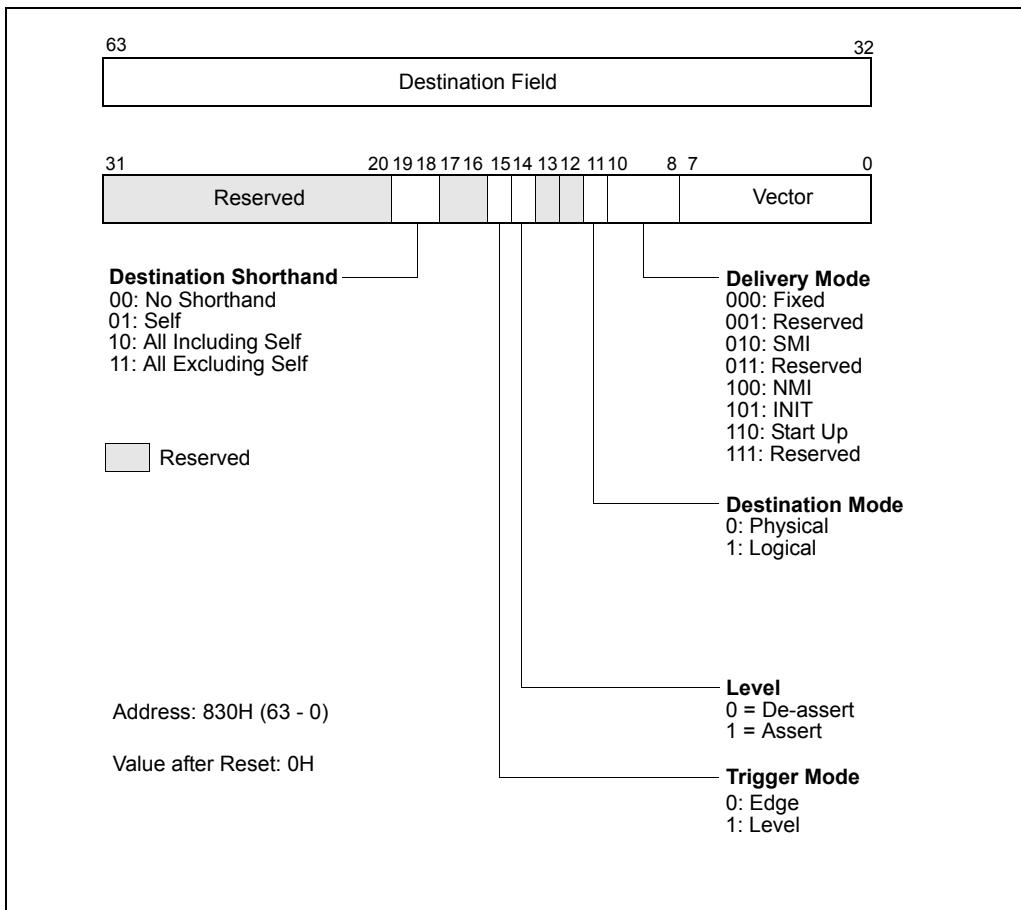 63 32
Destination Field
31 20 19 18 17 16 15 14 13 12 11 10 8 7 0
Reserved Vector
Destination Shorthand
00: No Shorthand
01: Self
10: All Including Self
11: All Excluding Self
Reserved
Delivery Mode
000: Fixed
001: Reserved
010: SMI
011: Reserved
100: NMI
101: INIT
110: Start Up
111: Reserved
Destination Mode
0: Physical
1: Logical
Level
0 = De-assert
1 = Assert
Address: 830H (63 - 0)
Value after Reset: 0H
Trigger Mode
0: Edge
1: Level